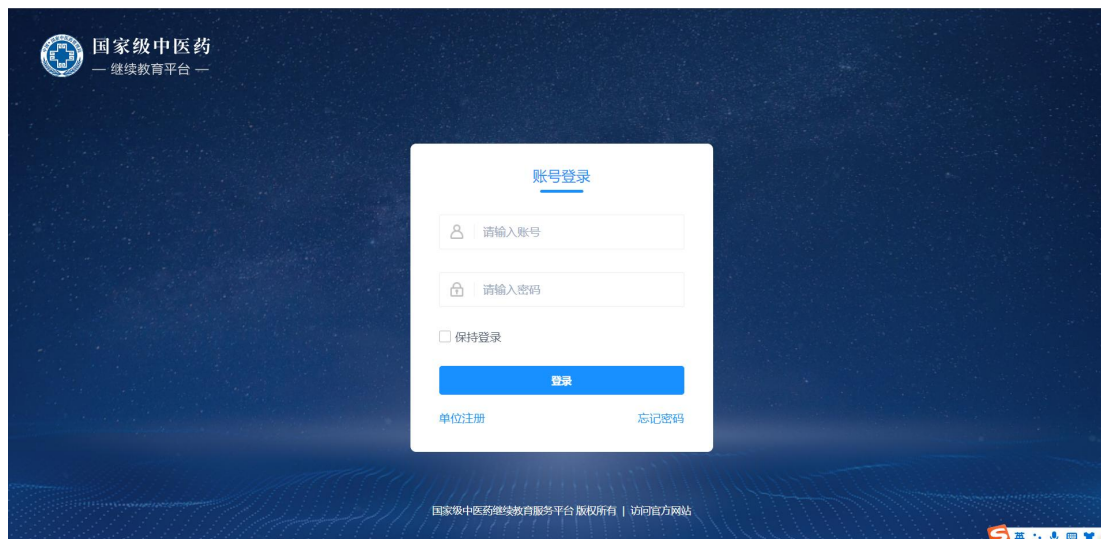 国家级中医药
— 继续教育平台 —
账号登录
请输入账号
请输入密码
保持登录
登录
单位注册 忘记密码
国家级中医药继续教育服务平台 版权所有 | 访问官方网站
英